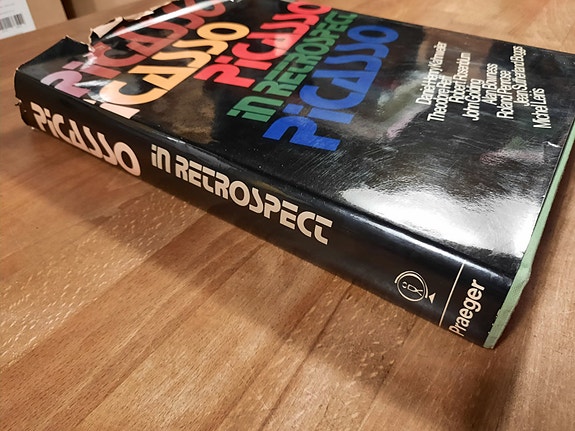 PICASSO
PICASSO
PICASSO
in RETROSPECT
PICASSO
Daniel-Henry Kahnweiler
Theodore Reff
Robert Rosenblum
John Golding
Alan Bowness
Roland Penrose
Jean Sutherland Boggs
Michel Leiris
PICASSO in RETROSPECT
Praeger